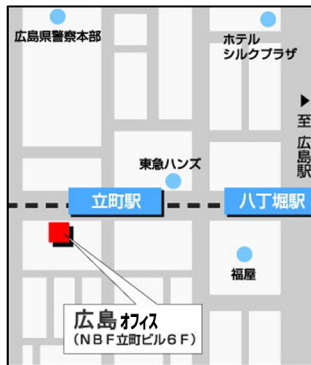 広島県警察本部
ホテル
シルクプラザ
▶至広島駅
東急ハンズ
立町駅
八丁堀駅
福屋
広島オフィス
(NBF立町ビル6F)